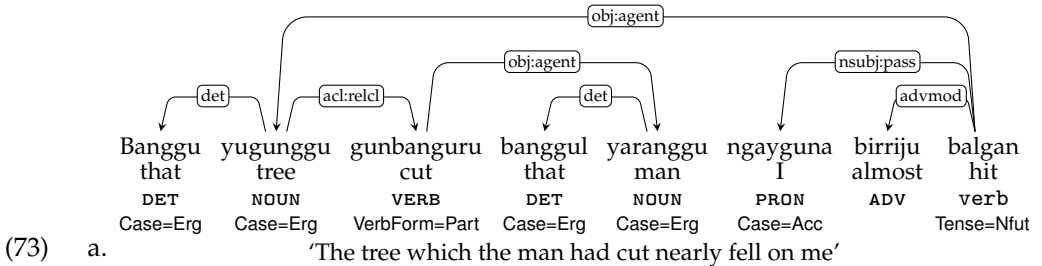 obj:agent
obj:agent nsubj:pass
det acl:relcl det advmod
Banggu yugunggu gunbanguru banggul yaranggu ngayguna birriju balgan
that tree cut that man I almost hit
DET NOUN VERB DET NOUN PRON ADV verb
Case=Erg Case=Erg VerbForm=Part Case=Erg Case=Erg Case=Acc Tense=Nfut
(73) a. ‘The tree which the man had cut nearly fell on me’